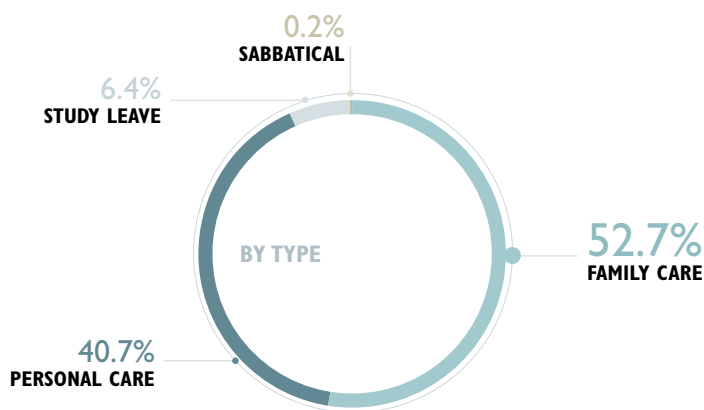 0.2%
SABBATICAL
6.4%
STUDY LEAVE
BY TYPE
52.7%
FAMILY CARE
40.7%
PERSONAL CARE